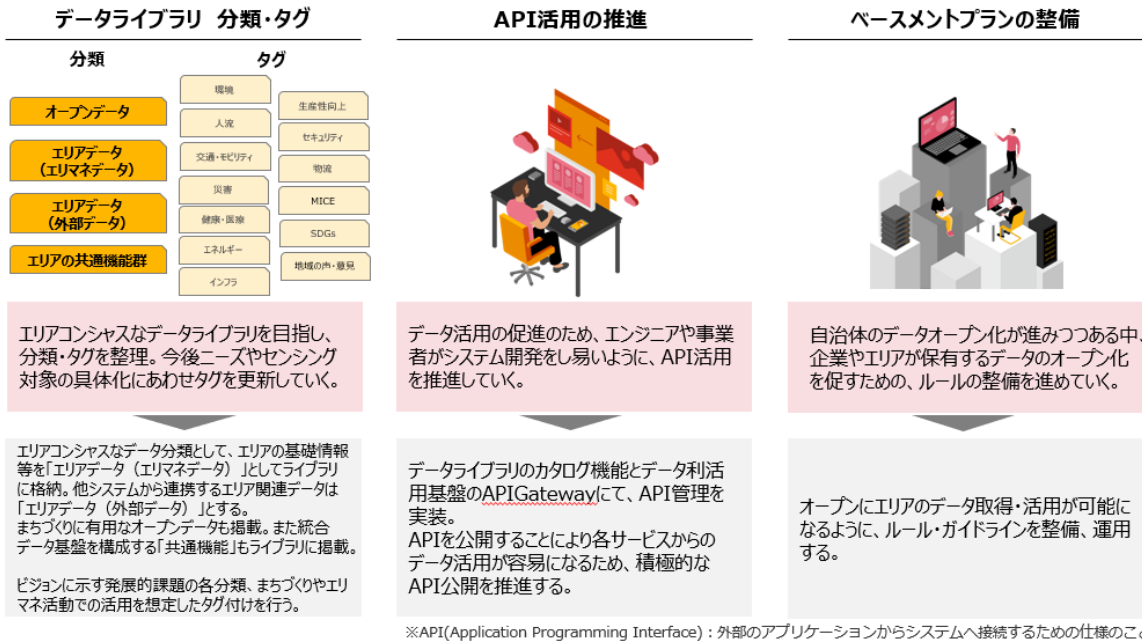 データライブラリ 分類・タグ
分類
タグ
オープンデータ
エリアデータ
(エリマネデータ)
エリアデータ
(外部データ)
エリアの共通機能群
環境
人流
交通・モビリティ
災害
健康・医療
エネルギー
インフラ
生産性向上
セキュリティ
物流
MICE
SDGs
地域の声・意見
エリアコンシャスなデータライブラリを目指し、
分類・タグを整理。今後ニーズやセンシング
対象の具体化にあわせタグを更新していく。
エリアコンシャスなデータ分類として、エリアの基礎情報
等を「エリアデータ(エリマネデータ)」としてライブラリ
に格納。他システムから連携するエリア関連データは
「エリアデータ(外部データ)」とする。
まちづくりに有用なオープンデータも掲載。また統合
データ基盤を構成する「共通機能」もライブラリに掲載。
ビジョンに示す発展的課題の各分類、まちづくりやエリ
マネ活動での活用を想定したタグ付けを行う。
API活用の推進
データ活用の促進のため、エンジニアや事業
者がシステム開発をし易いように、API活用
を推進していく。
データライブラリのカタログ機能とデータ利活
用基盤のAPIGatewayにて、API管理を
実装。
APIを公開することにより各サービスからの
データ活用が容易になるため、積極的な
API公開を推進する。
ベースメントプランの整備
自治体のデータオープン化が進みつつある中、
企業やエリアが保有するデータのオープン化
を促すための、ルールの整備を進めていく。
オープンにエリアのデータ取得・活用が可能に
なるように、ルール・ガイドラインを整備、運用
する。
※API(Application Programming Interface):外部のアプリケーションからシステムへ接続するための仕様のこ